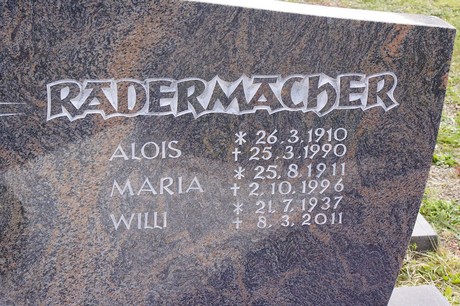 RADERMACHER
ALOIS * 26.3.1910
† 25.3.1990
MARIA * 25.8.1911
† 2.10.1996
WILLI * 21.7.1937
† 8.3.2011